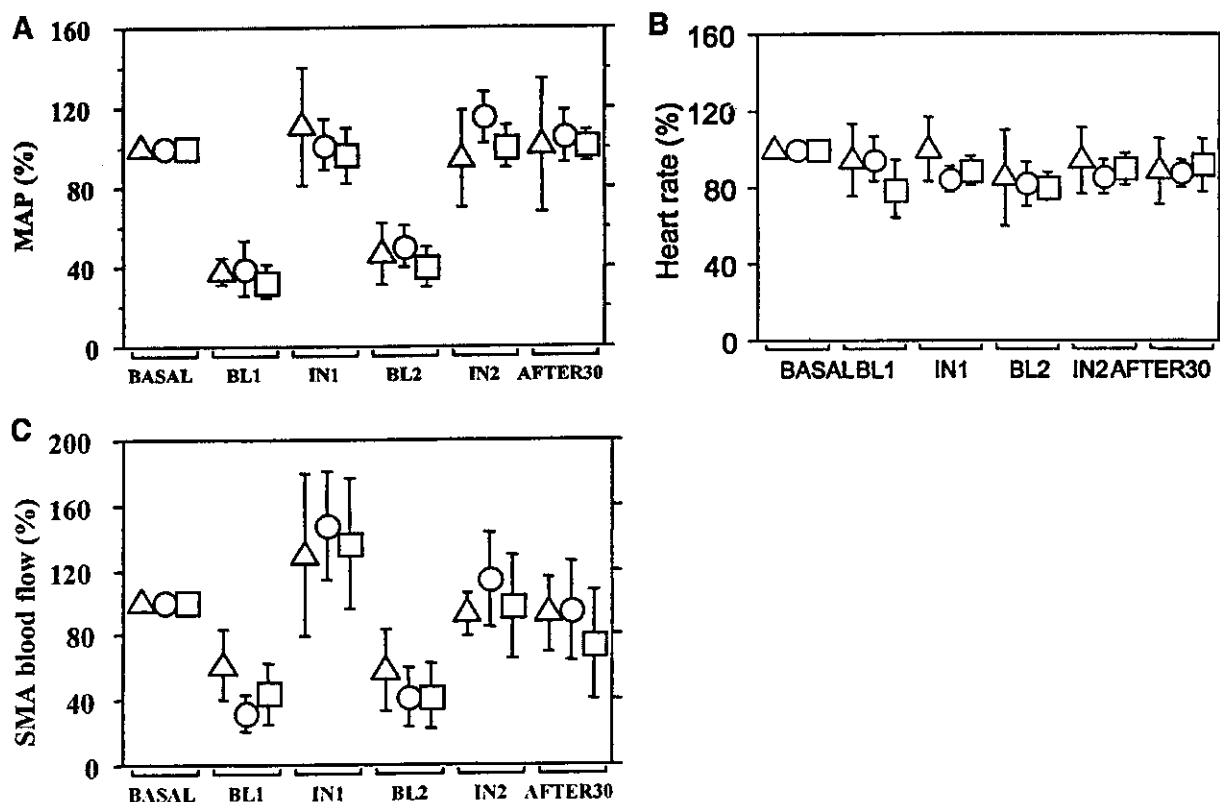 A
MAP (%)
160
120
80
40
0
BASAL BL1 IN1 BL2 IN2 AFTER30
B
Heart rate (%)
160
120
80
40
0
BASAL BL1 IN1 BL2 IN2 AFTER30
C
SMA blood flow (%)
200
160
120
80
40
0
BASAL BL1 IN1 BL2 IN2 AFTER30